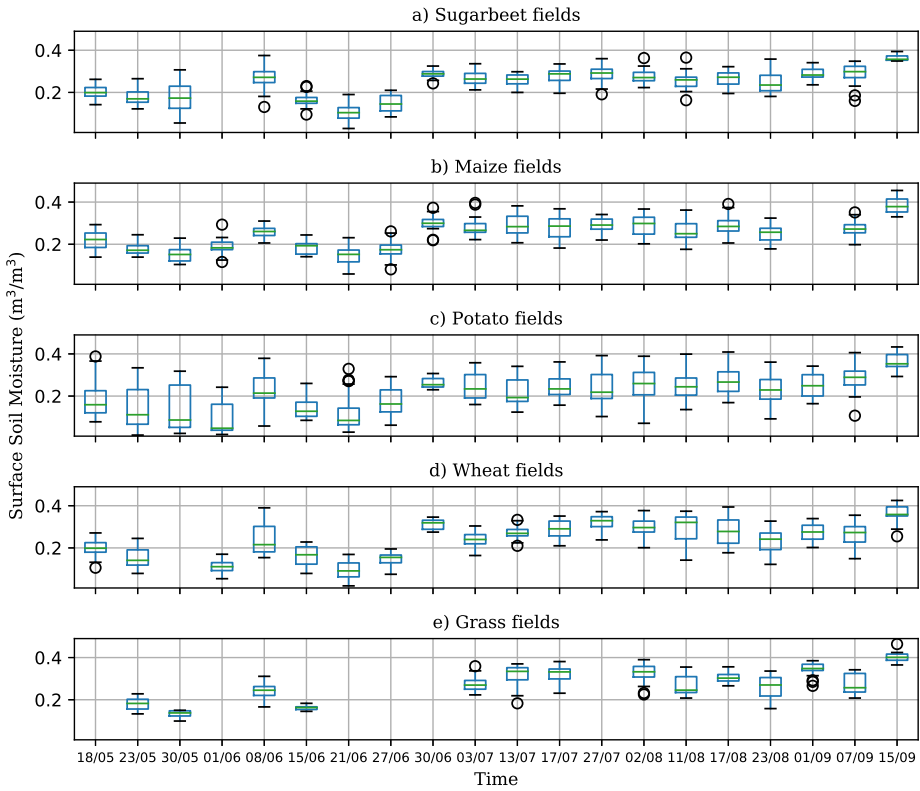 a) Sugarbeet fields
0.4
0.2
b) Maize fields
0.4
0.2
c) Potato fields
0.4
0.2
d) Wheat fields
0.4
0.2
e) Grass fields
0.4
0.2
Surface Soil Moisture (m³/m³)
18/05 23/05 30/05 01/06 08/06 15/06 21/06 27/06 30/06 03/07 13/07 17/07 27/07 02/08 11/08 17/08 23/08 01/09 07/09 15/09
Time